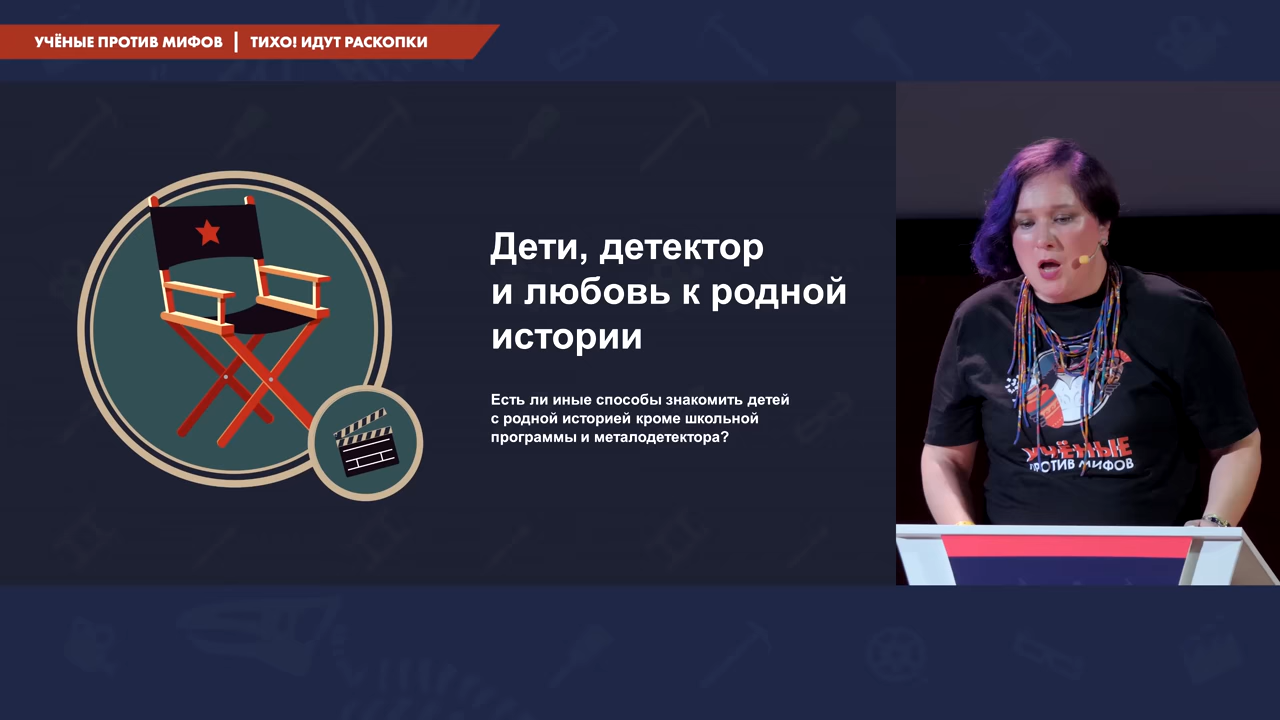 УЧЁНЫЕ ПРОТИВ МИФОВ | ТИХО! ИДУТ РАСКОПКИ
Дети, детектор
и любовь к родной
истории
Есть ли иные способы знакомить детей
с родной историей кроме школьной
программы и металодетектора?
УЧЁНЫЕ
ПРОТИВ МИФОВ